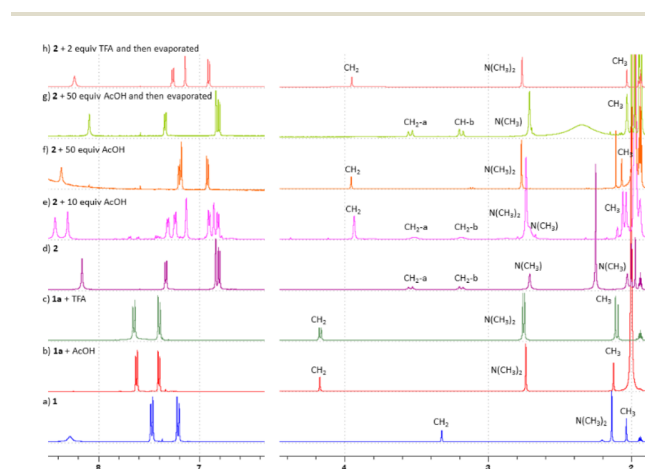 h) 2 + 2 equiv TFA and then evaporated
CH2
N(CH3)2
CH3
g) 2 + 50 equiv AcOH and then evaporated
CH2-a
CH-b
N(CH3)
CH3
f) 2 + 50 equiv AcOH
CH2
N(CH3)2
CH3
e) 2 + 10 equiv AcOH
CH2
CH2-a
CH2-b
N(CH3)2
N(CH3)
CH3
d) 2
CH2-a
CH2-b
N(CH3)
N(CH3)
c) 1a + TFA
CH2
N(CH3)2
CH3
b) 1a + AcOH
CH2
N(CH3)2
CH3
a) 1
CH2
N(CH3)2
CH3
8 7 4 3 2